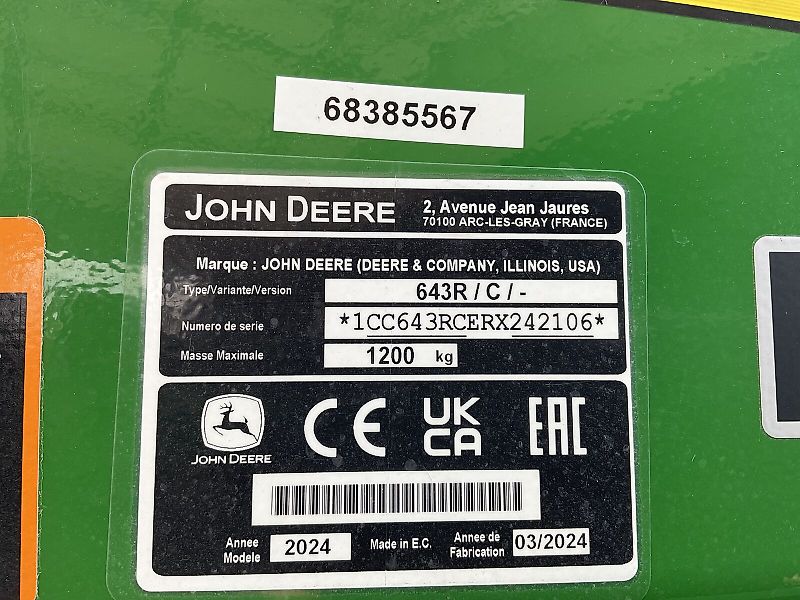 68385567
JOHN DEERE
2, Avenue Jean Jaures
70100 ARC-LES-GRAY (FRANCE)
Marque : JOHN DEERE (DEERE & COMPANY, ILLINOIS, USA)
Type/Variante/Version 643R / C / -
Numero de serie *1CC643RCERX242106*
Masse Maximale 1200 kg
JOHN DEERE
CE
UK
CA
EAC
Annee Modele 2024
Made in E.C.
Annee de Fabrication 03/2024